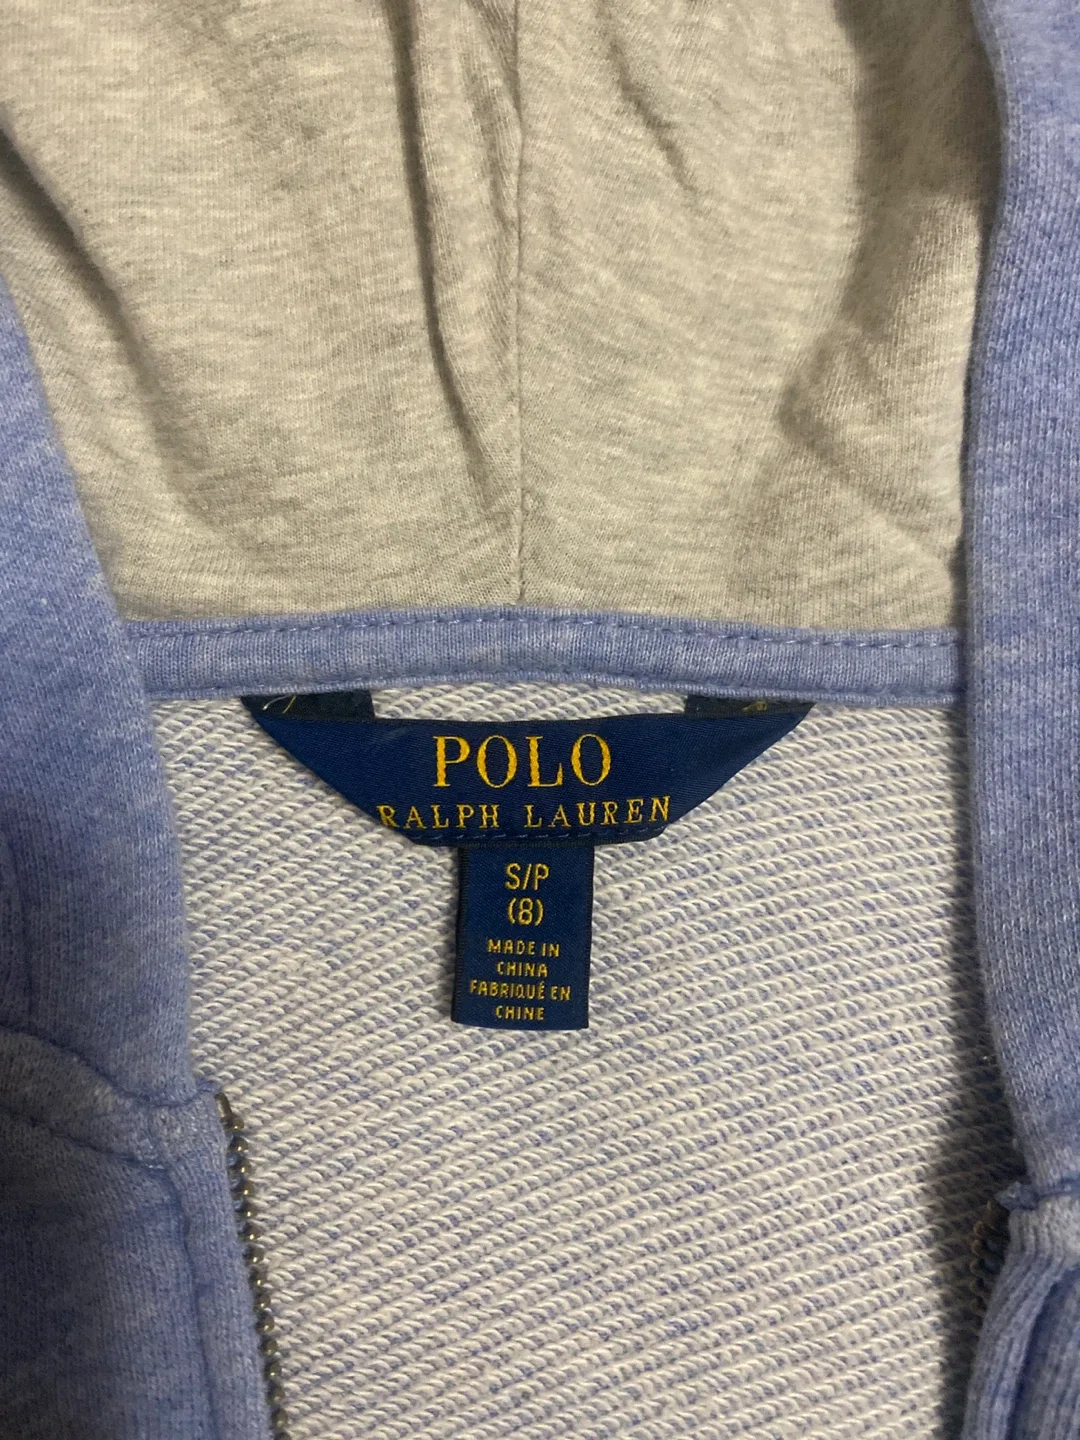 POLO
RALPH LAUREN
S/P
(8)
MADE IN
CHINA
FABRIQUÉ EN
CHINE